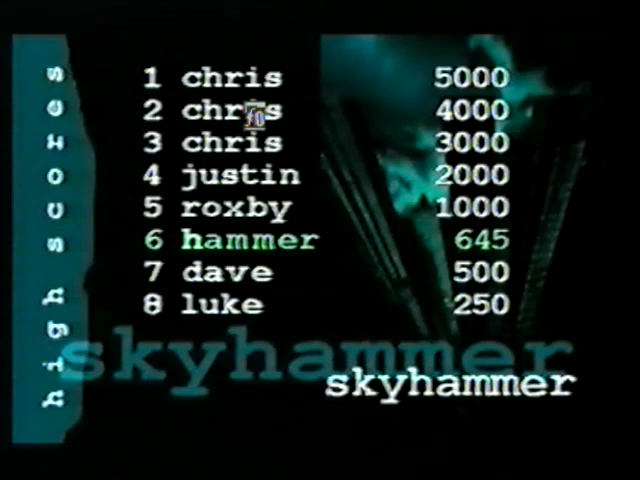 high scores
1 chris 5000
2 chris 4000
3 chris 3000
4 justin 2000
5 roxby 1000
6 hammer 645
7 dave 500
8 luke 250
skyhammer
skyhammer